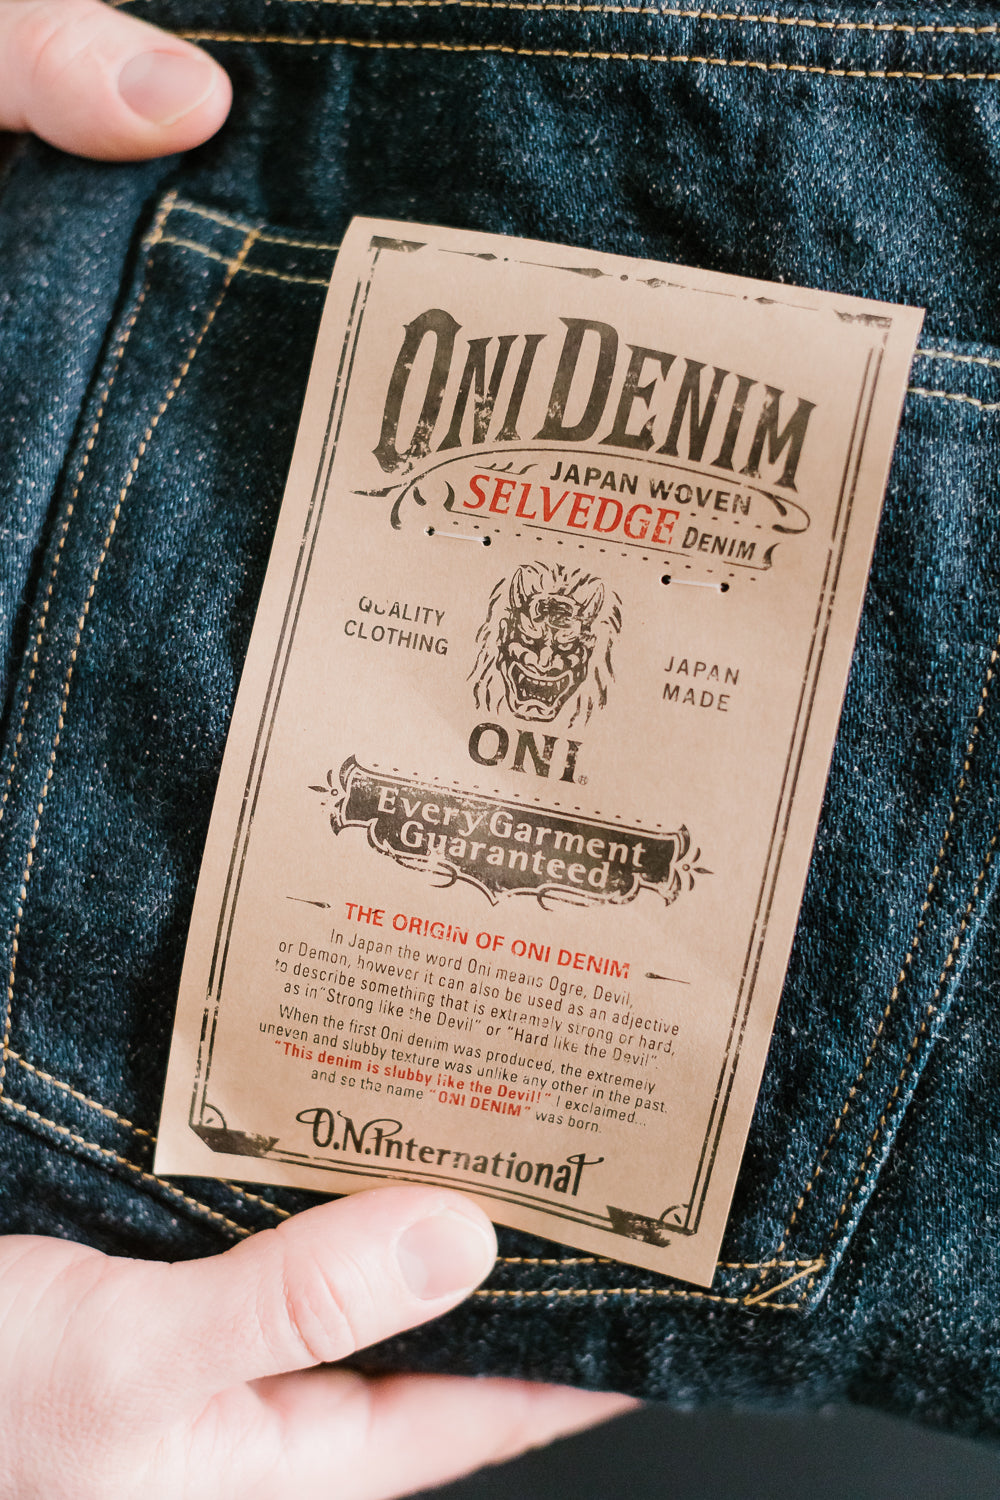 ONI DENIM
JAPAN WOVEN
SELVEDGE DENIM
QUALITY
CLOTHING
JAPAN
MADE
ONI®
Every Garment
Guaranteed
THE ORIGIN OF ONI DENIM
In Japan the word Oni means Ogre, Devil,
or Demon, however it can also be used as an adjective
to describe something that is extremely strong or hard,
as in "Strong like the Devil" or "Hard like the Devil".
When the first Oni denim was produced, the extremely
uneven and slubby texture was unlike any other in the past.
"This denim is slubby like the Devil!" I exclaimed...
and so the name "ONI DENIM" was born.
O.N.International